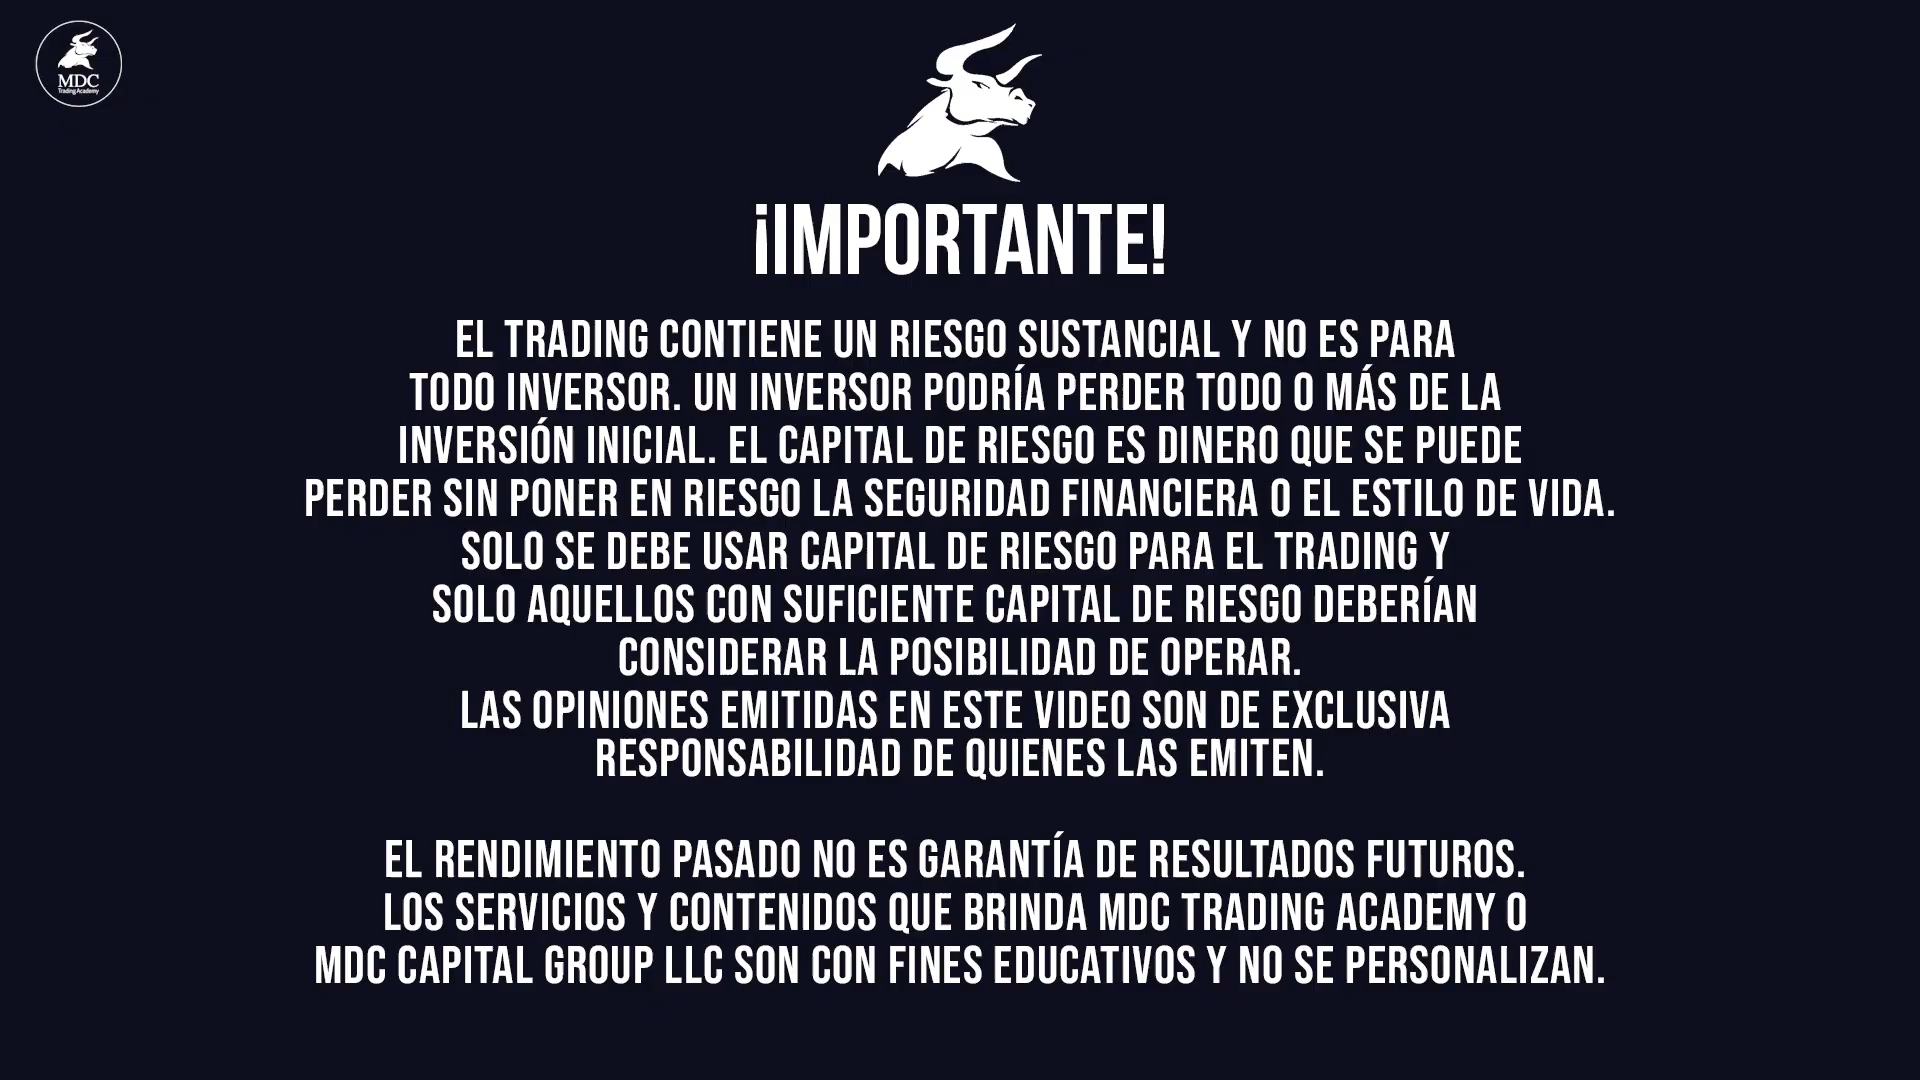 MDC
Trading Academy
¡IMPORTANTE!
EL TRADING CONTIENE UN RIESGO SUSTANCIAL Y NO ES PARA
TODO INVERSOR. UN INVERSOR PODRÍA PERDER TODO O MÁS DE LA
INVERSIÓN INICIAL. EL CAPITAL DE RIESGO ES DINERO QUE SE PUEDE
PERDER SIN PONER EN RIESGO LA SEGURIDAD FINANCIERA O EL ESTILO DE VIDA.
SOLO SE DEBE USAR CAPITAL DE RIESGO PARA EL TRADING Y
SOLO AQUELLOS CON SUFICIENTE CAPITAL DE RIESGO DEBERÍAN
CONSIDERAR LA POSIBILIDAD DE OPERAR.
LAS OPINIONES EMITIDAS EN ESTE VIDEO SON DE EXCLUSIVA
RESPONSABILIDAD DE QUIENES LAS EMITEN.
EL RENDIMIENTO PASADO NO ES GARANTÍA DE RESULTADOS FUTUROS.
LOS SERVICIOS Y CONTENIDOS QUE BRINDA MDC TRADING ACADEMY O
MDC CAPITAL GROUP LLC SON CON FINES EDUCATIVOS Y NO SE PERSONALIZAN.